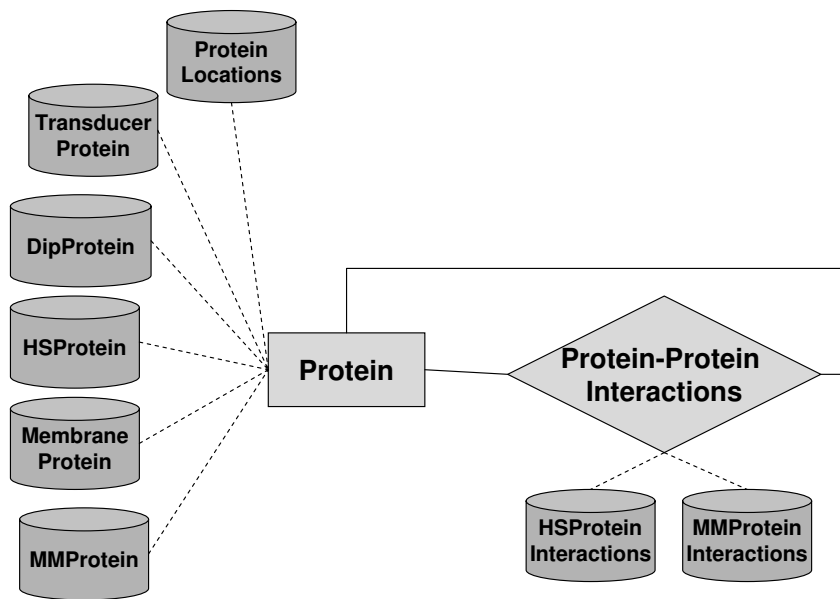 Protein
Locations
Transducer
Protein
DipProtein
HSProtein
Membrane
Protein
MMProtein
Protein
Protein-Protein
Interactions
HSProtein
Interactions
MMProtein
Interactions